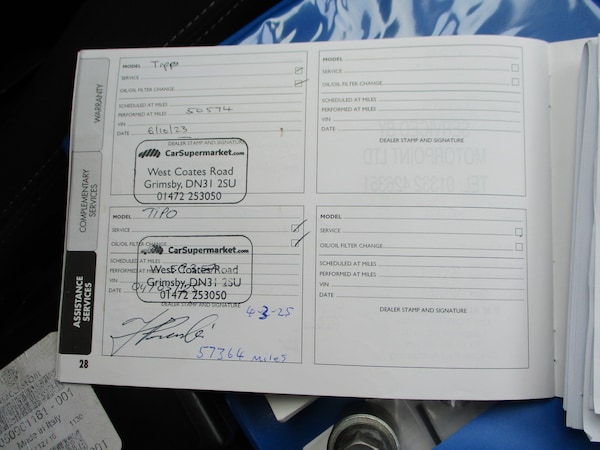 WARRANTY
COMPLEMENTARY
SERVICES
ASSISTANCE
SERVICES
28
MODEL Tipo
SERVICE
OIL/OIL FILTER CHANGE
SCHEDULED AT MILES
PERFORMED AT MILES 50574
VIN
DATE 6/10/23
DEALER STAMP AND SIGNATURE
CarSupermarket.com
West Coates Road
Grimsby, DN31 2SU
01472 253050
MODEL
SERVICE
OIL/OIL FILTER CHANGE
SCHEDULED AT MILES
PERFORMED AT MILES
VIN
DATE
DEALER STAMP AND SIGNATURE
MODEL TIPO
SERVICE
OIL/OIL FILTER CHANGE
SCHEDULED AT MILES
PERFORMED AT MILES
VIN
DATE
CarSupermarket.com
West Coates Road
Grimsby, DN31 2SU
01472 253050
DEALER STAMP AND SIGNATURE
4-3-25
57364 MILES
MODEL
SERVICE
OIL/OIL FILTER CHANGE
SCHEDULED AT MILES
PERFORMED AT MILES
VIN
DATE
DEALER STAMP AND SIGNATURE
Made in Italy